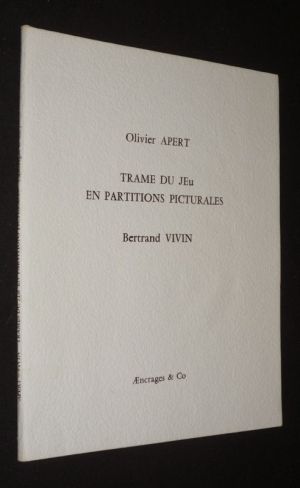 Olivier APERT
TRAME DU JEu
EN PARTITIONS PICTURALES
Bertrand VIVIN
Æncrages & Co